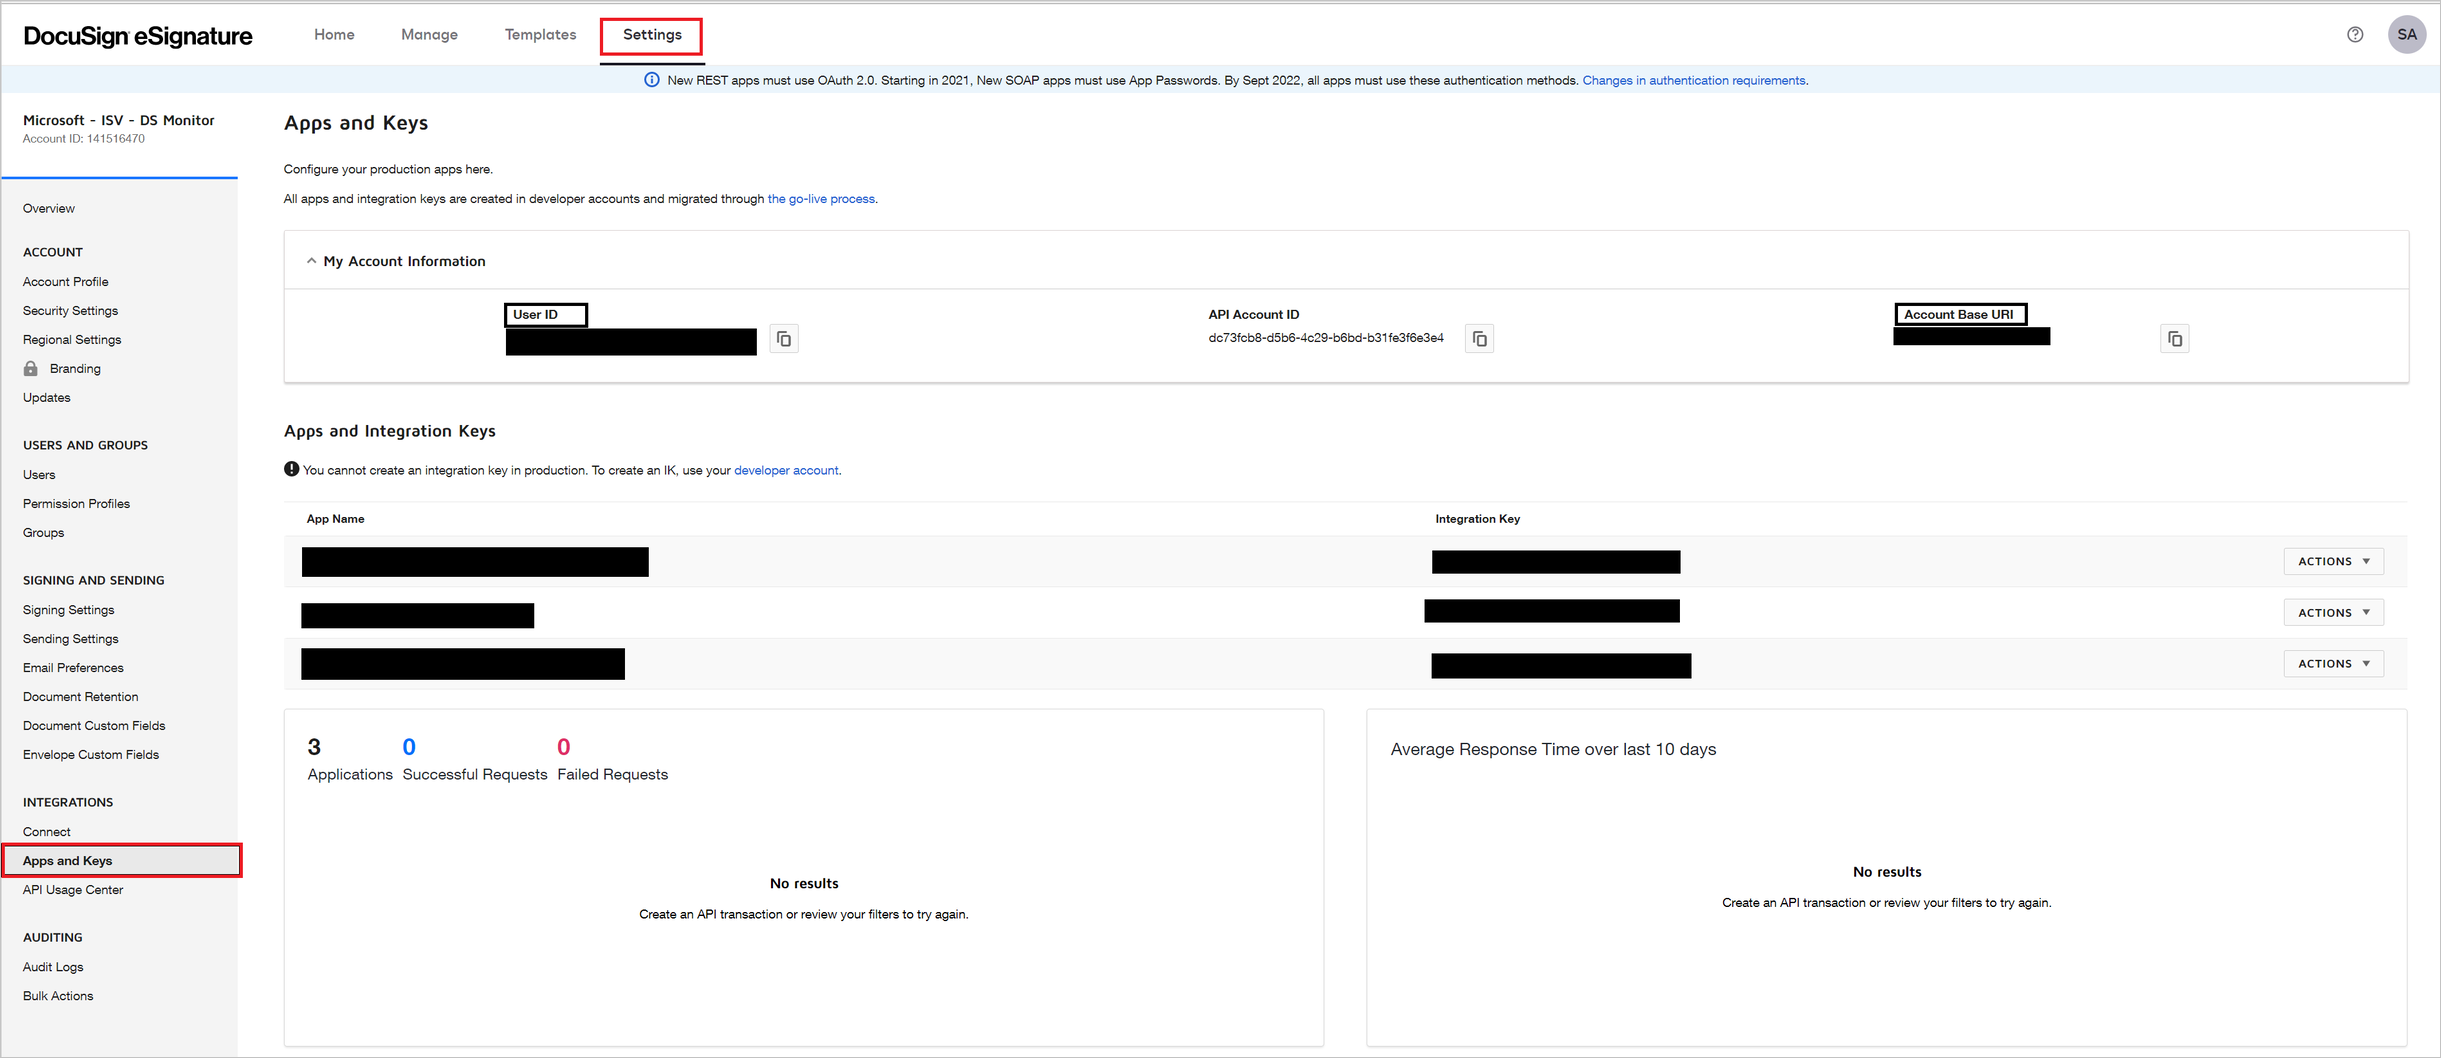 DocuSign eSignature
Home
Manage
Templates
Settings
SA
New REST apps must use OAuth 2.0. Starting in 2021, New SOAP apps must use App Passwords. By Sept 2022, all apps must use these authentication methods. Changes in authentication requirements.
Microsoft - ISV - DS Monitor
Account ID: 141516470
Overview
ACCOUNT
Account Profile
Security Settings
Regional Settings
Branding
Updates
USERS AND GROUPS
Users
Permission Profiles
Groups
SIGNING AND SENDING
Signing Settings
Sending Settings
Email Preferences
Document Retention
Document Custom Fields
Envelope Custom Fields
INTEGRATIONS
Connect
Apps and Keys
API Usage Center
AUDITING
Audit Logs
Bulk Actions
Apps and Keys
Configure your production apps here.
All apps and integration keys are created in developer accounts and migrated through the go-live process.
My Account Information
User ID
API Account ID
dc73fcb8-d5b6-4c29-b6bd-b31fe3f6e3e4
Account Base URI
Apps and Integration Keys
You cannot create an integration key in production. To create an IK, use your developer account.
App Name
Integration Key
ACTIONS
ACTIONS
ACTIONS
3
Applications
0
Successful Requests
0
Failed Requests
No results
Create an API transaction or review your filters to try again.
Average Response Time over last 10 days
No results
Create an API transaction or review your filters to try again.